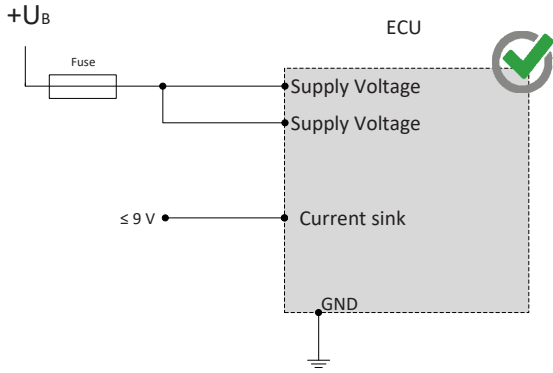 +UB
ECU
Fuse
Supply Voltage
Supply Voltage
≤ 9 V
Current sink
GND